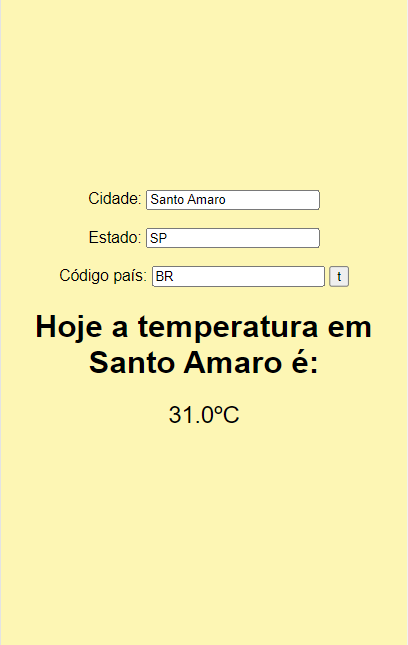 Cidade: Santo Amaro
Estado: SP
Código país: BR t
Hoje a temperatura em
Santo Amaro é:
31.0ºC